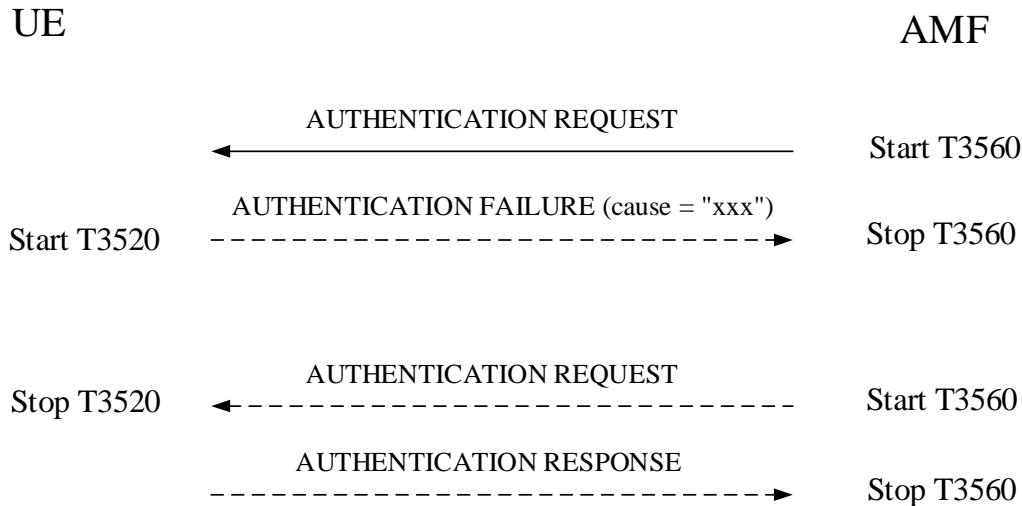 UE
AMF
AUTHENTICATION REQUEST
Start T3560
AUTHENTICATION FAILURE (cause = "xxx")
Start T3520
Stop T3560
AUTHENTICATION REQUEST
Stop T3520
Start T3560
AUTHENTICATION RESPONSE
Stop T3560